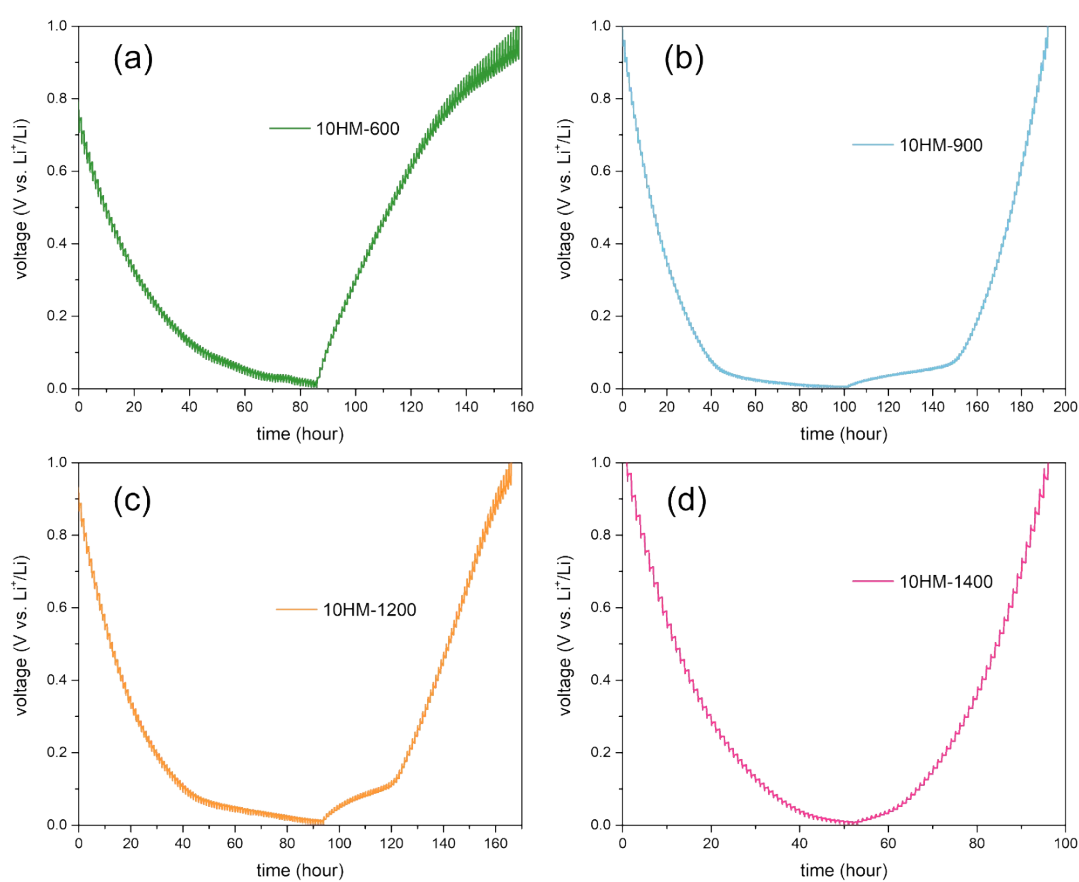 (a)
10HM-600
voltage (V vs. Li⁺/Li)
1.0
0.8
0.6
0.4
0.2
0.0
0 20 40 60 80 100 120 140 160
time (hour)
(b)
10HM-900
voltage (V vs. Li⁺/Li)
1.0
0.8
0.6
0.4
0.2
0.0
0 20 40 60 80 100 120 140 160 180 200
time (hour)
(c)
10HM-1200
voltage (V vs. Li⁺/Li)
1.0
0.8
0.6
0.4
0.2
0.0
0 20 40 60 80 100 120 140 160 180
time (hour)
(d)
10HM-1400
voltage (V vs. Li⁺/Li)
1.0
0.8
0.6
0.4
0.2
0.0
0 20 40 60 80 100
time (hour)